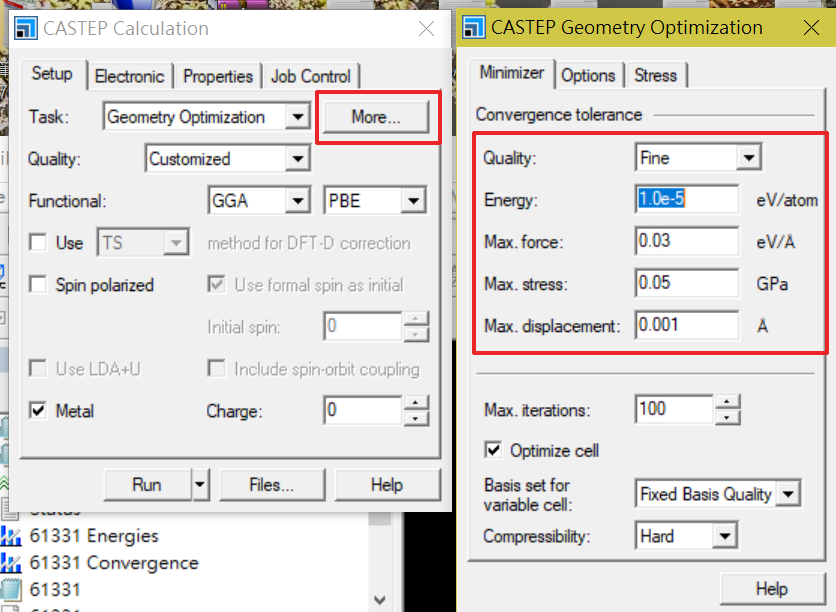 CASTEP Calculation
Setup Electronic Properties Job Control
Task: Geometry Optimization More...
Quality: Customized
Functional: GGA PBE
Use TS method for DFT-D correction
Spin polarized Use formal spin as initial
Initial spin: 0
Use LDA+U Include spin-orbit coupling
Metal Charge: 0
Run Files... Help
61331 Energies
61331 Convergence
61331
CASTEP Geometry Optimization
Minimizer Options Stress
Convergence tolerance
Quality: Fine
Energy: 1.0e-5 eV/atom
Max. force: 0.03 eV/Å
Max. stress: 0.05 GPa
Max. displacement: 0.001 Å
Max. iterations: 100
Optimize cell
Basis set for
variable cell: Fixed Basis Quality
Compressibility: Hard
Help